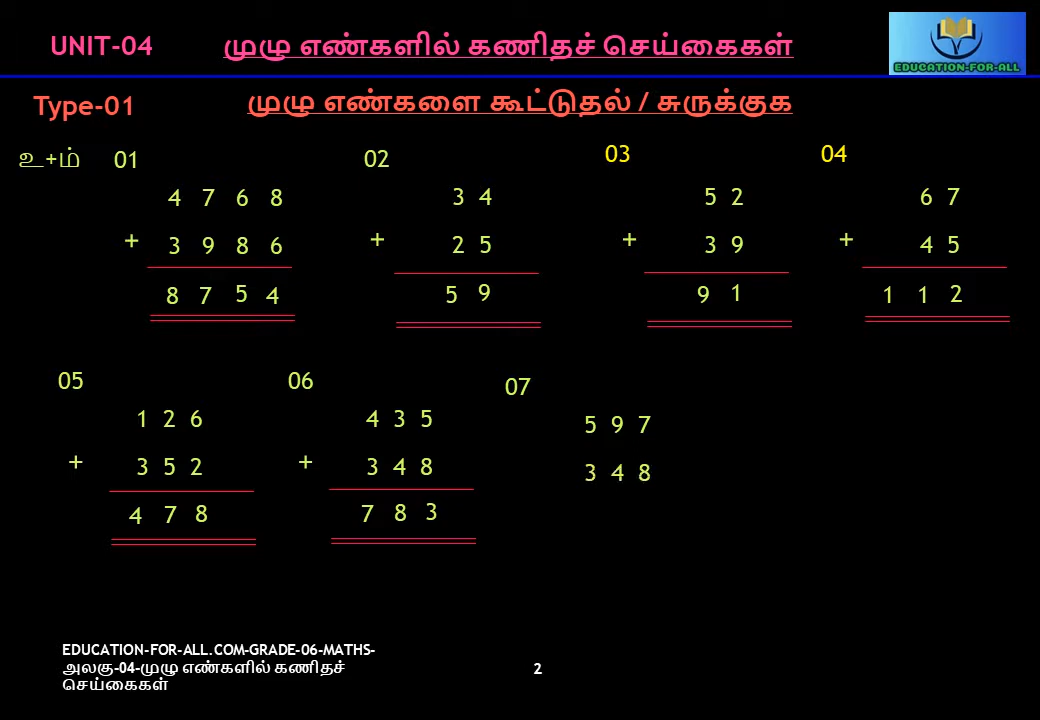 UNIT-04 முழு எண்களில் கணிதச் செய்கைகள்
EDUCATION-FOR-ALL
Type-01 முழு எண்களை கூட்டுதல் / சுருக்குக
உ+ம் 01 02 03 04
4 7 6 8 3 4 5 2 6 7
+ 3 9 8 6 + 2 5 + 3 9 + 4 5
8 7 5 4 5 9 9 1 1 1 2
05 06 07
1 2 6 4 3 5 5 9 7
+ 3 5 2 + 3 4 8 3 4 8
4 7 8 7 8 3
EDUCATION-FOR-ALL.COM-GRADE-06-MATHS-
அலகு-04-முழு எண்களில் கணிதச்
செய்கைகள்
2